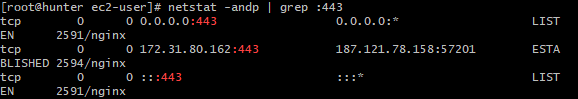 [root@hunter ec2-user]# netstat -andp | grep :443
tcp        0      0 0.0.0.0:443             0.0.0.0:*               LIST
EN      2591/nginx
tcp        0      0 172.31.80.162:443       187.121.78.158:57201    ESTA
BLISHED 2594/nginx
tcp        0      0 :::443                  :::*                    LIST
EN      2591/nginx